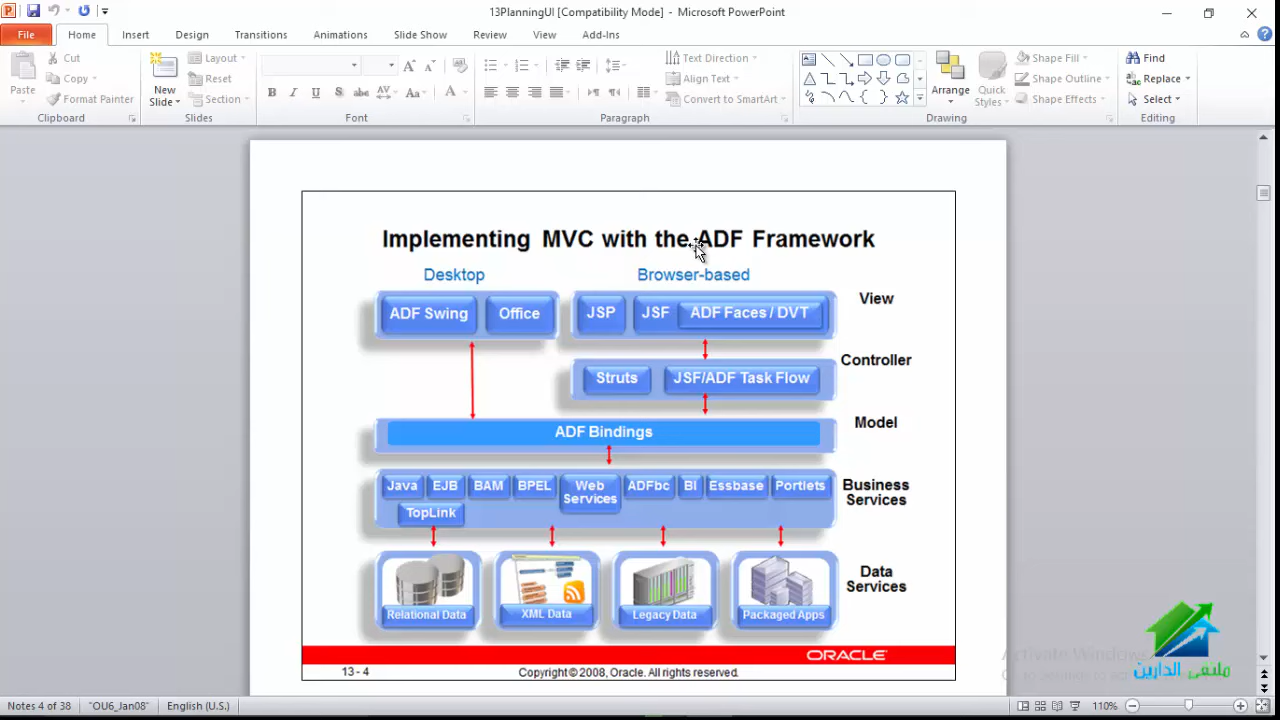 13PlanningUI [Compatibility Mode] - Microsoft PowerPoint
File Home Insert Design Transitions Animations Slide Show Review View Add-Ins
Paste
Cut
Copy
Format Painter
Clipboard
New Slide
Layout
Reset
Section
Slides
B I U S abc AV Aa A
Font
Text Direction
Align Text
Convert to SmartArt
Paragraph
Arrange
Quick Styles
Shape Fill
Shape Outline
Shape Effects
Drawing
Find
Replace
Select
Editing
Implementing MVC with the ADF Framework
Desktop Browser-based
ADF Swing Office JSP JSF ADF Faces / DVT View
Struts JSF/ADF Task Flow Controller
ADF Bindings Model
Java EJB BAM BPEL Web Services ADFbc BI Essbase Portlets
TopLink
Business
Services
Data
Services
Relational Data XML Data Legacy Data Packaged Apps
ORACLE
13 - 4 Copyright © 2008, Oracle. All rights reserved.
Activate Windows
ملتقى الدارين
Notes 4 of 38 "OU6_Jan08" English (U.S.) 110%